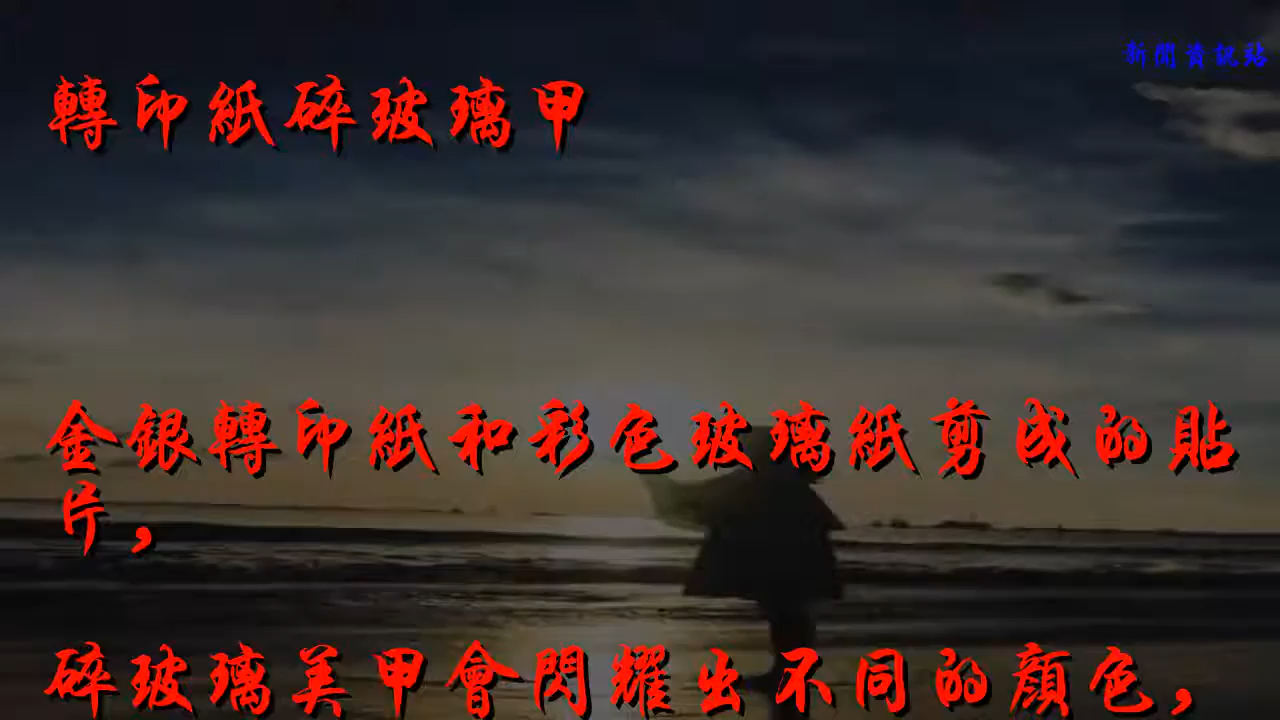 新聞資訊站
轉印紙碎玻璃甲
金銀轉印紙和彩色玻璃紙剪成的貼
片，
碎玻璃美甲會閃耀出不同的顏色，